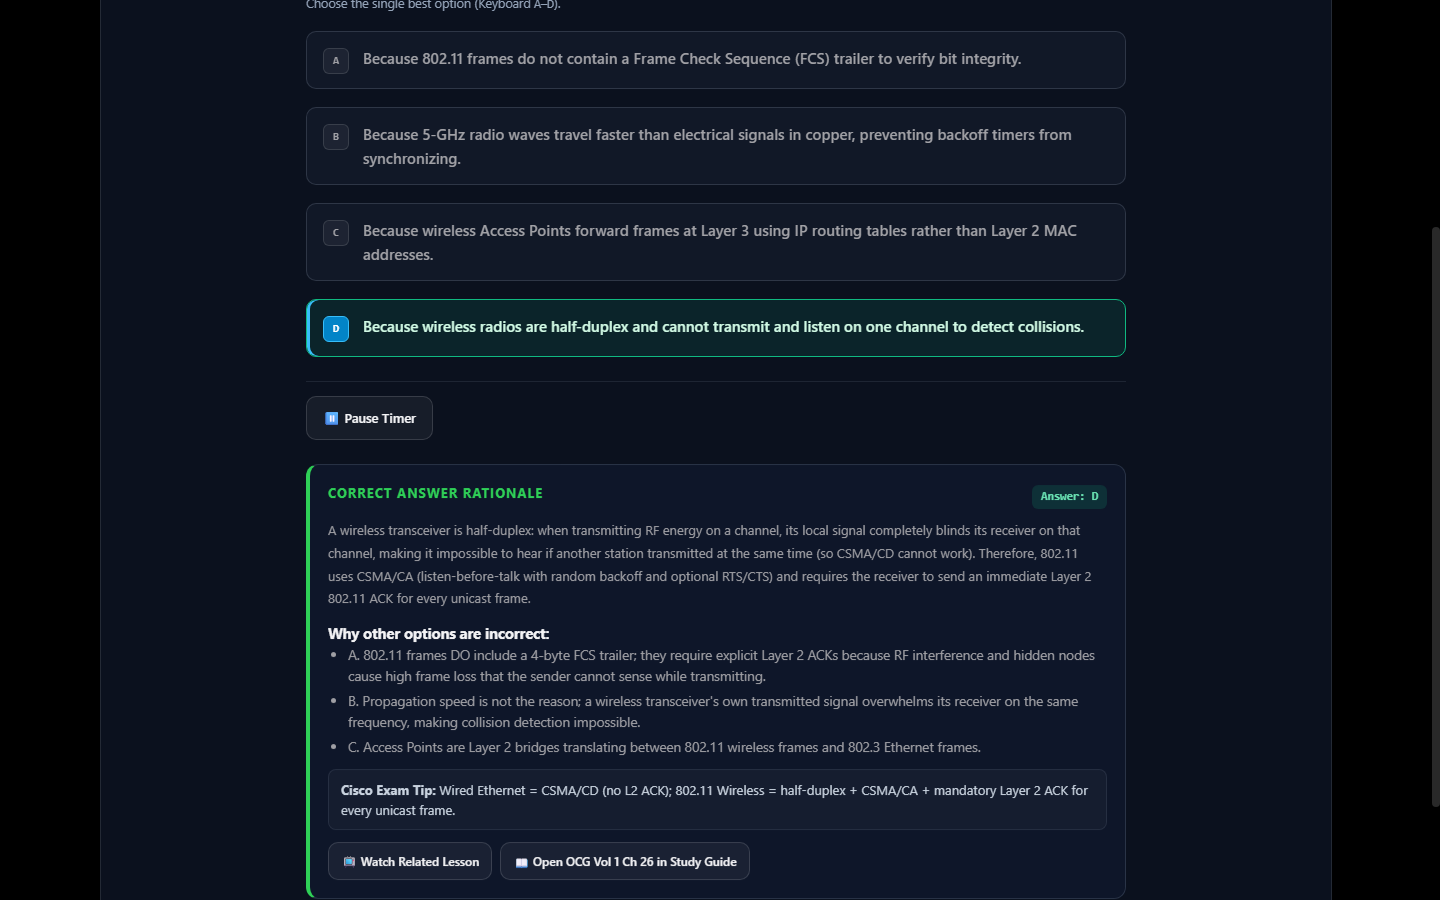 Choose the single best option (Keyboard A–D).
A
Because 802.11 frames do not contain a Frame Check Sequence (FCS) trailer to verify bit integrity.
B
Because 5-GHz radio waves travel faster than electrical signals in copper, preventing backoff timers from
synchronizing.
C
Because wireless Access Points forward frames at Layer 3 using IP routing tables rather than Layer 2 MAC
addresses.
D
Because wireless radios are half-duplex and cannot transmit and listen on one channel to detect collisions.
Pause Timer
CORRECT ANSWER RATIONALE
Answer: D
A wireless transceiver is half-duplex: when transmitting RF energy on a channel, its local signal completely blinds its receiver on that
channel, making it impossible to hear if another station transmitted at the same time (so CSMA/CD cannot work). Therefore, 802.11
uses CSMA/CA (listen-before-talk with random backoff and optional RTS/CTS) and requires the receiver to send an immediate Layer 2
802.11 ACK for every unicast frame.
Why other options are incorrect:
• A. 802.11 frames DO include a 4-byte FCS trailer; they require explicit Layer 2 ACKs because RF interference and hidden nodes
cause high frame loss that the sender cannot sense while transmitting.
• B. Propagation speed is not the reason; a wireless transceiver's own transmitted signal overwhelms its receiver on the same
frequency, making collision detection impossible.
• C. Access Points are Layer 2 bridges translating between 802.11 wireless frames and 802.3 Ethernet frames.
Cisco Exam Tip: Wired Ethernet = CSMA/CD (no L2 ACK); 802.11 Wireless = half-duplex + CSMA/CA + mandatory Layer 2 ACK for
every unicast frame.
Watch Related Lesson
Open OCG Vol 1 Ch 26 in Study Guide